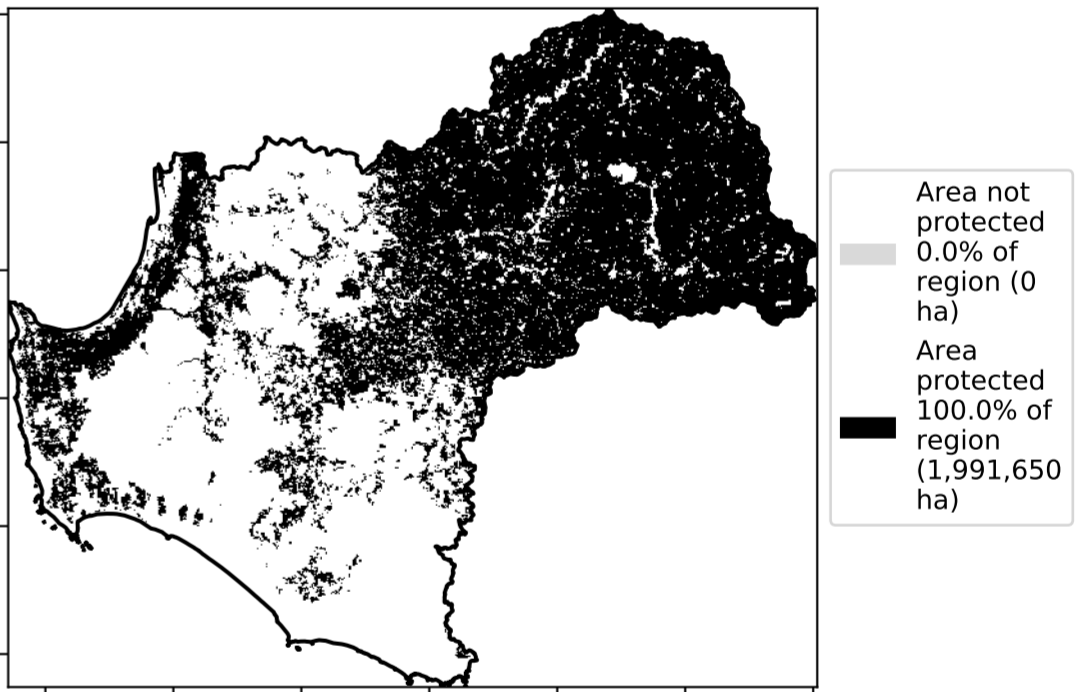 Area not
protected
0.0% of
region (0
ha)
Area
protected
100.0% of
region
(1,991,650
ha)